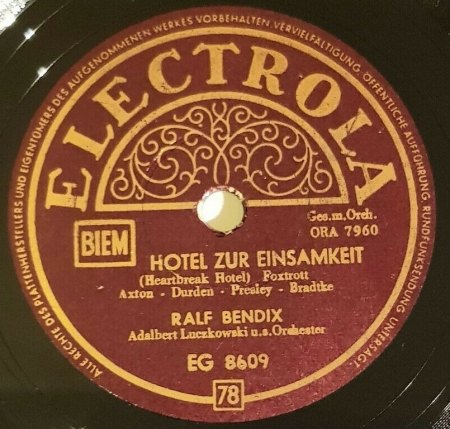 ALLE RECHTE DES PLATTENHERSTELLERS UND EIGENTÜMERS DES AUFGENOMMENEN WERKES VORBEHALTEN VERVIELFÄLTIGUNG, ÖFFENTLICHE AUFFÜHRUNG, RUNDFUNKSENDUNG UNTERSAGT.
ELECTROLA
Ges.m.Orch.
ORA 7960
BIEM
HOTEL ZUR EINSAMKEIT
(Heartbreak Hotel) Foxtrott
Axton - Durden - Presley - Bradtke
RALF BENDIX
Adalbert Luczkowski u.s.Orchester
EG 8609
78